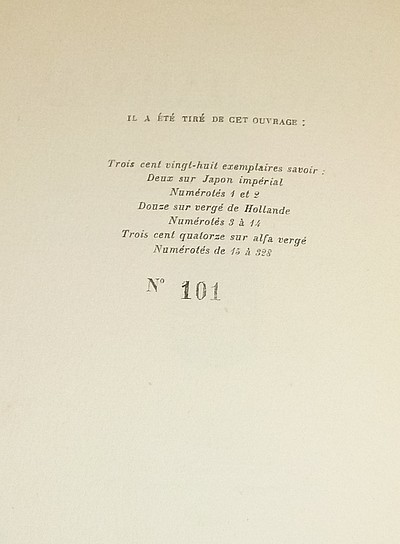 IL A ÉTÉ TIRÉ DE CET OUVRAGE :
Trois cent vingt-huit exemplaires savoir :
Deux sur Japon impérial
Numérotés 1 et 2
Douze sur vergé de Hollande
Numérotés 3 à 14
Trois cent quatorze sur alfa vergé
Numérotés de 15 à 328
N° 101